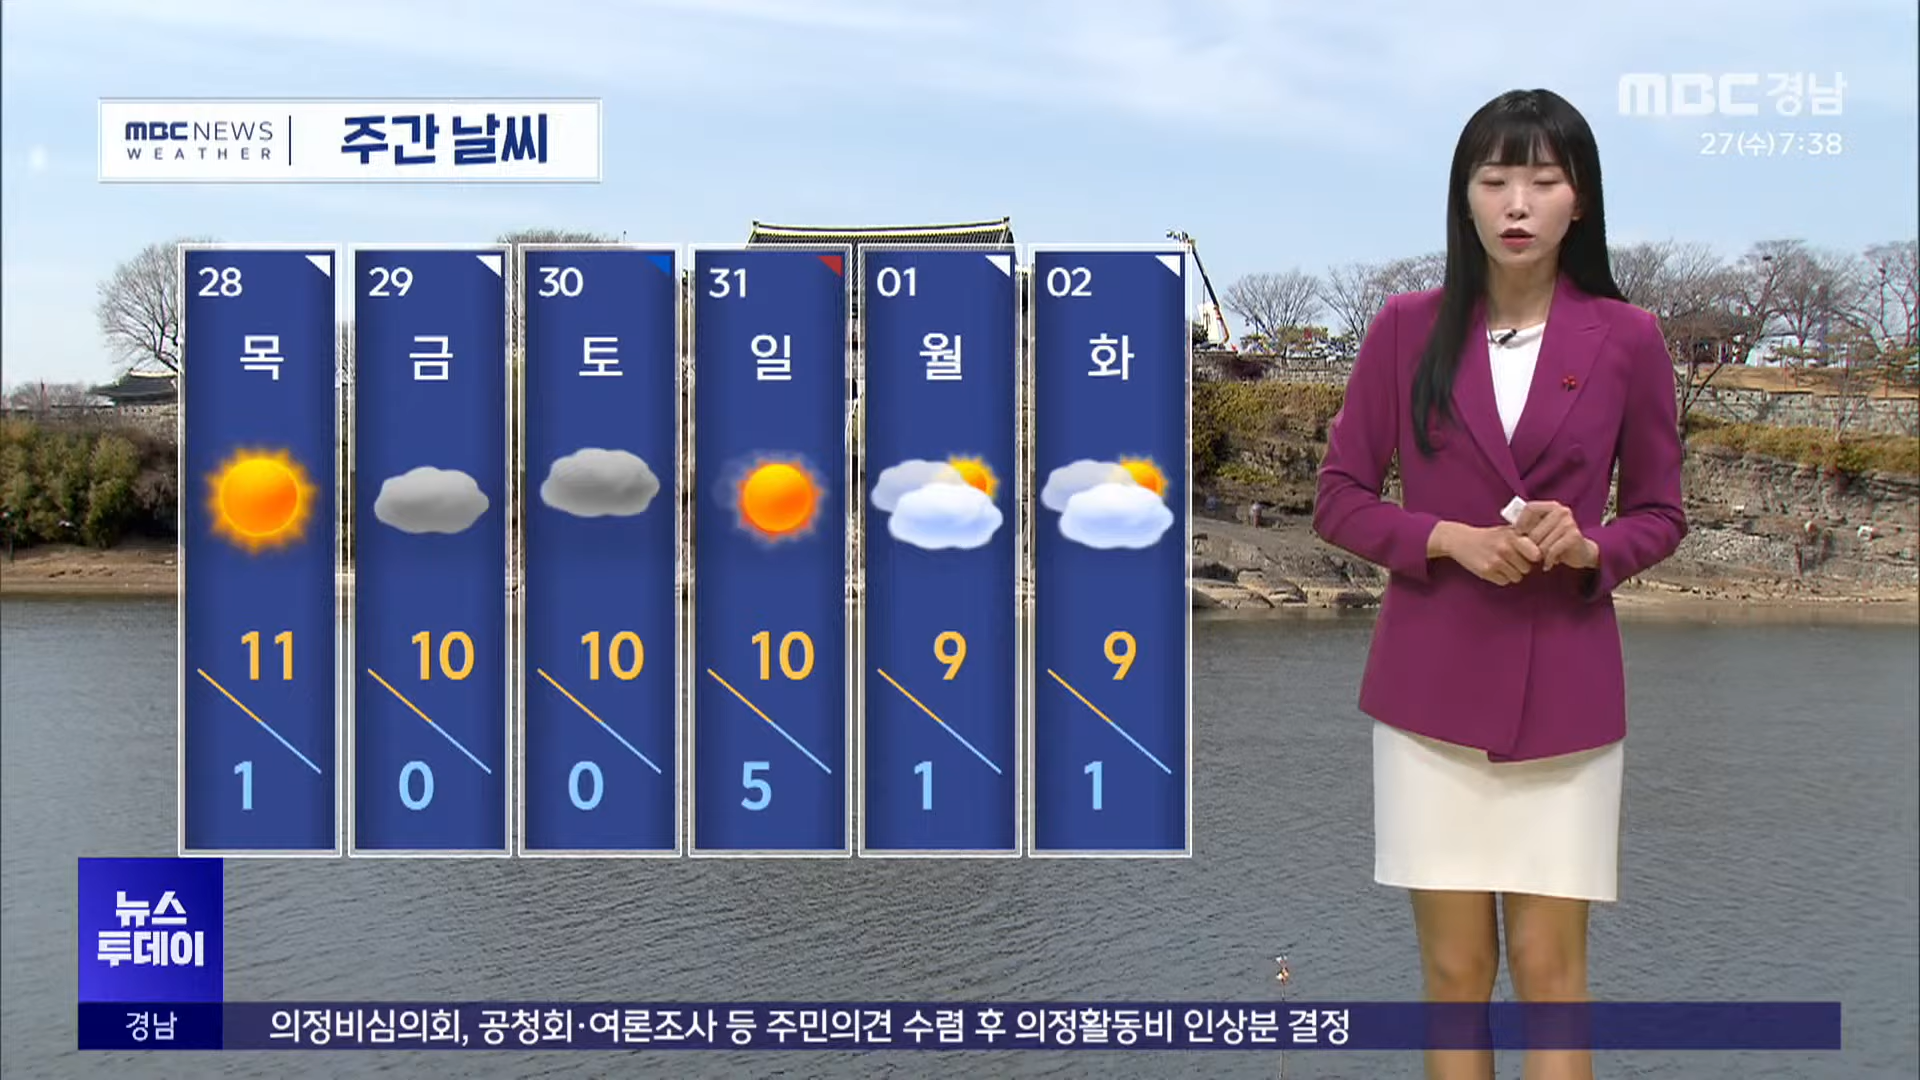 MBC NEWS
WEATHER
주간 날씨
MBC경남
27(수)7:38
28
목
11
1
29
금
10
0
30
토
10
0
31
일
10
5
01
월
9
1
02
화
9
1
뉴스
투데이
경남
의정비심의회, 공청회·여론조사 등 주민의견 수렴 후 의정활동비 인상분 결정